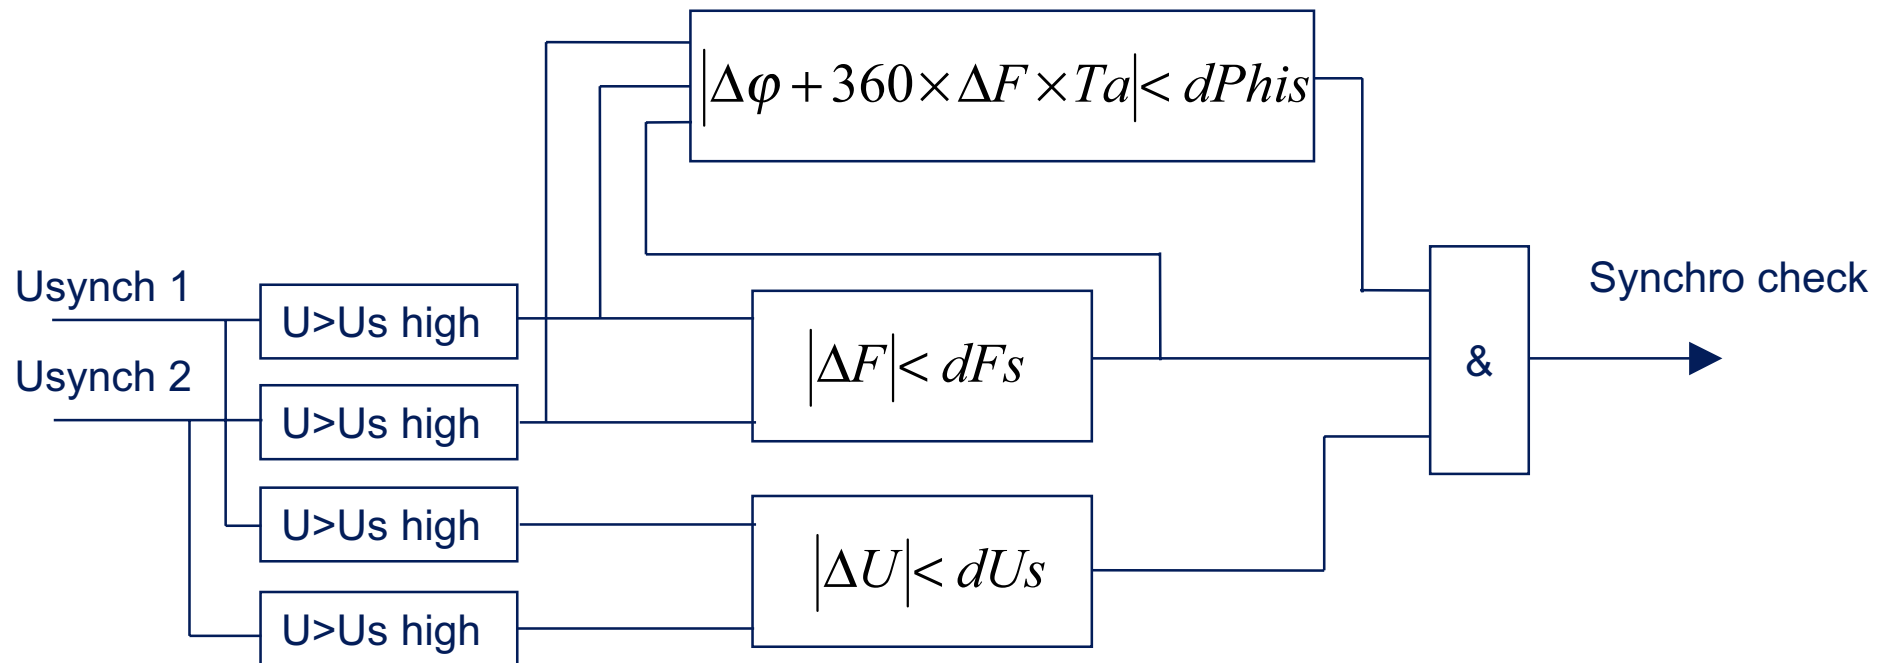 |Δφ + 360 × ΔF × Ta| < dPhis
Usynch 1
U>Us high
Synchro check
|ΔF| < dFs
&
Usynch 2
U>Us high
U>Us high
|ΔU| < dUs
U>Us high